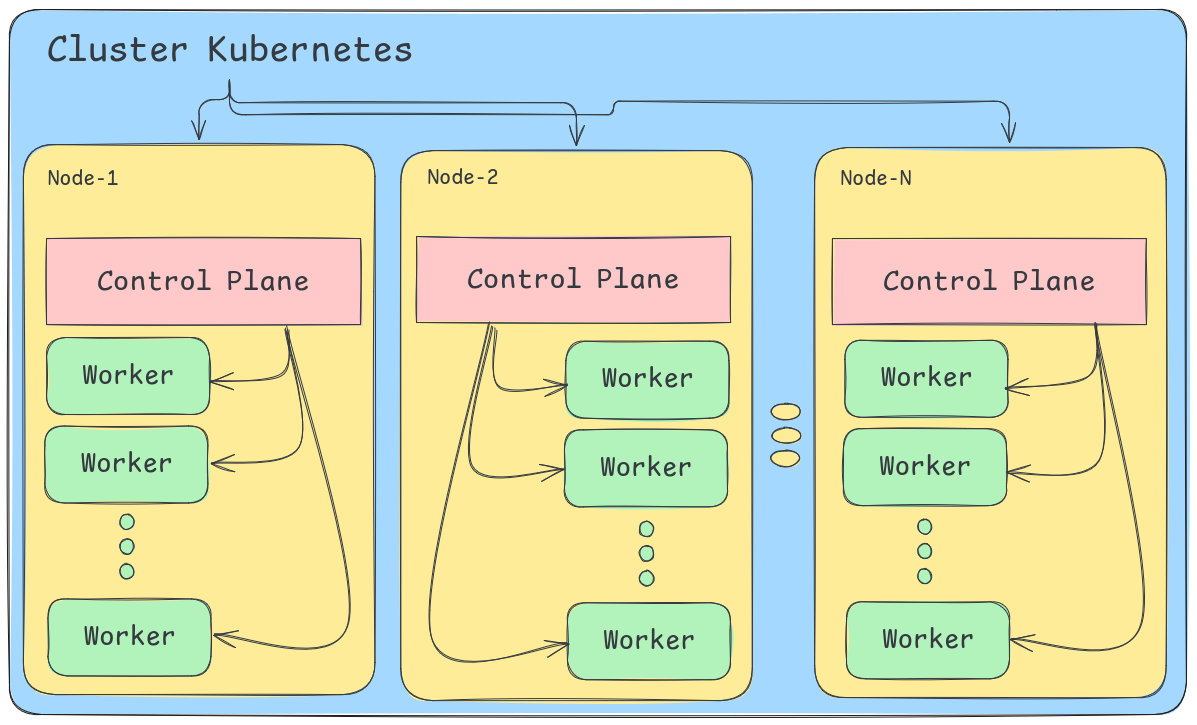 Cluster Kubernetes
Node-1
Control Plane
Worker
Worker
Worker
Node-2
Control Plane
Worker
Worker
Worker
Node-N
Control Plane
Worker
Worker
Worker